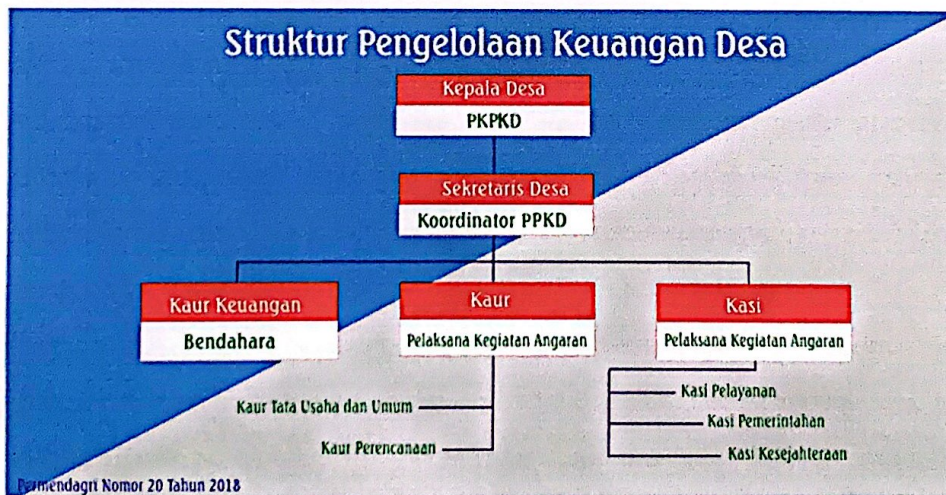 Struktur Pengelolaan Keuangan Desa
Kepala Desa
PKPKD
Sekretaris Desa
Koordinator PPKD
Kaur Keuangan
Bendahara
Kaur
Pelaksana Kegiatan Angaran
Kasi
Pelaksana Kegiatan Angaran
Kaur Tata Usaha dan Umum
Kaur Perencanaan
Kasi Pelayanan
Kasi Pemerintahan
Kasi Kesejahteraan
Permendagri Nomor 20 Tahun 2018